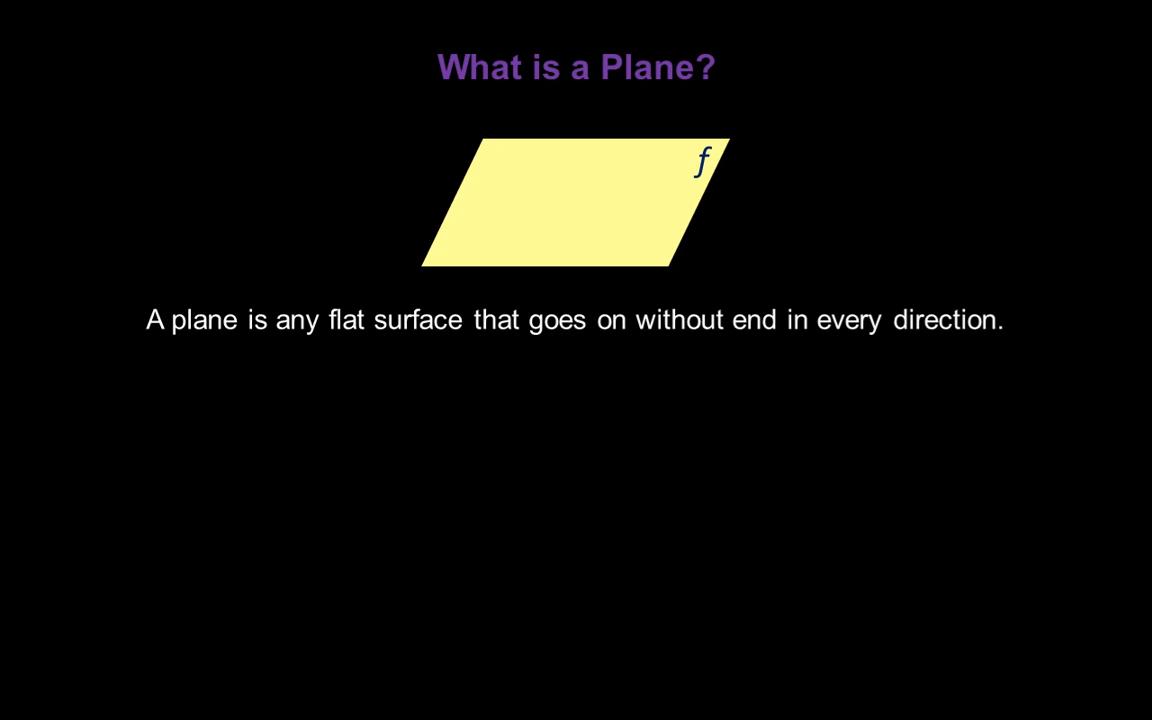 What is a Plane?
f
A plane is any flat surface that goes on without end in every direction.